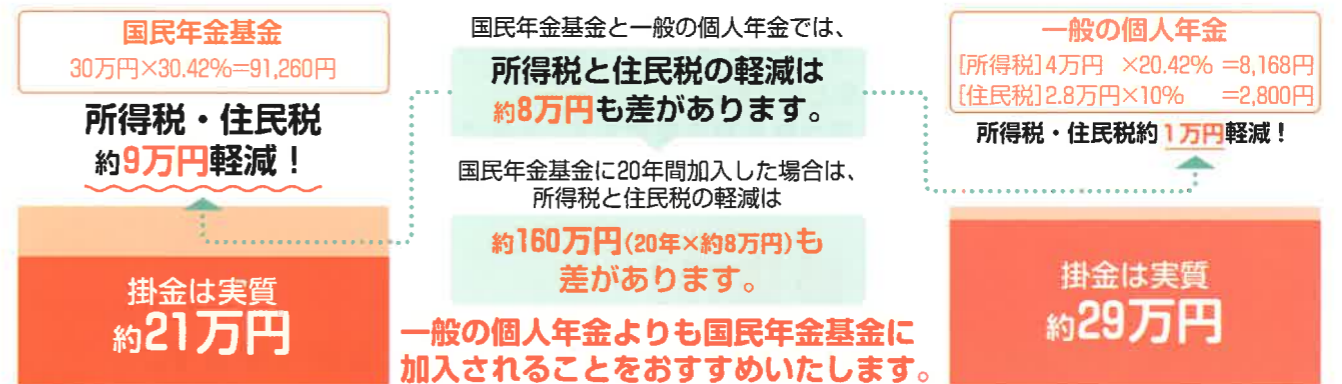 国民年金基金
30万円×30.42%=91,260円
所得税・住民税
約9万円軽減！
掛金は実質
約21万円
国民年金基金と一般の個人年金では、
所得税と住民税の軽減は
約8万円も差があります。
国民年金基金に20年間加入した場合は、
所得税と住民税の軽減は
約160万円(20年×約8万円)も
差があります。
一般の個人年金よりも国民年金基金に
加入されることをおすすめいたします。
一般の個人年金
[所得税]4万円 ×20.42% =8,168円
[住民税]2.8万円×10% =2,800円
所得税・住民税約1万円軽減！
掛金は実質
約29万円